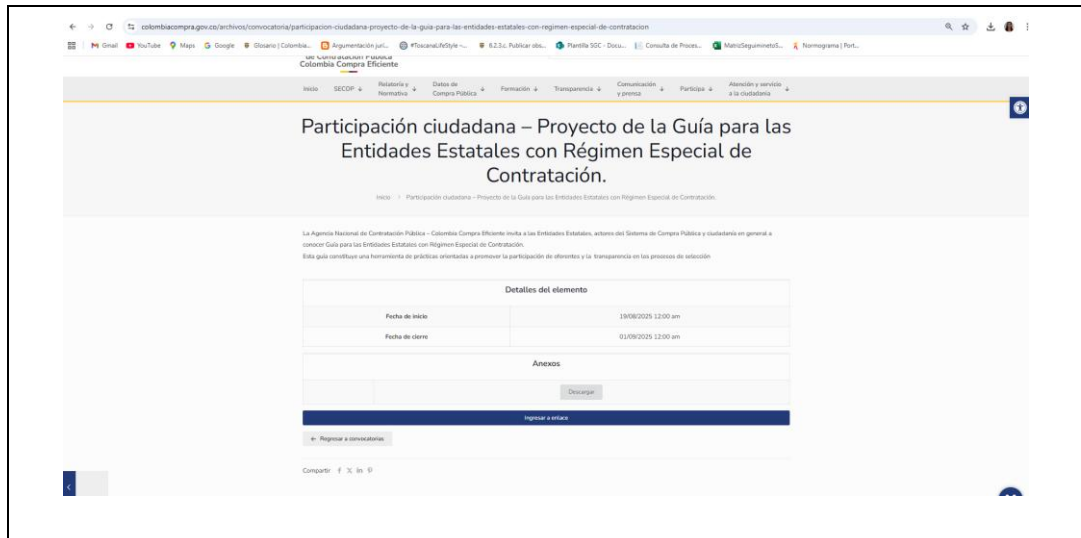 colombiacompra.gov.co/archivos/convocatoria/participacion-ciudadana-proyecto-de-la-guia-para-las-entidades-estatales-con-regimen-especial-de-contratacion
Gmail YouTube Maps Google Glosario | Colombia... Argumentación jurí... #ToscanaLifeStyle –... 6.2.3.c. Publicar obs... Plantilla SGC - Docu... Consulta de Proces... MatrizSeguimientoS... Normograma | Port...
de Contratación Pública
Colombia Compra Eficiente
Inicio SECOP Relatoría y Normativa Datos de Compra Pública Formación Transparencia Comunicación y prensa Participa Atención y servicio a la ciudadanía
Participación ciudadana – Proyecto de la Guía para las
Entidades Estatales con Régimen Especial de
Contratación.
Inicio Participación ciudadana – Proyecto de la Guía para las Entidades Estatales con Régimen Especial de Contratación.
La Agencia Nacional de Contratación Pública – Colombia Compra Eficiente invita a las Entidades Estatales, actores del Sistema de Compra Pública y ciudadanía en general a
conocer Guía para las Entidades Estatales con Régimen Especial de Contratación.
Esta guía constituye una herramienta de prácticas orientadas a promover la participación de oferentes y la transparencia en los procesos de selección
Detalles del elemento
Fecha de inicio 19/08/2025 12:00 am
Fecha de cierre 01/09/2025 12:00 am
Anexos
Descargar
Ingresar a enlace
← Regresar a convocatorias
Compartir